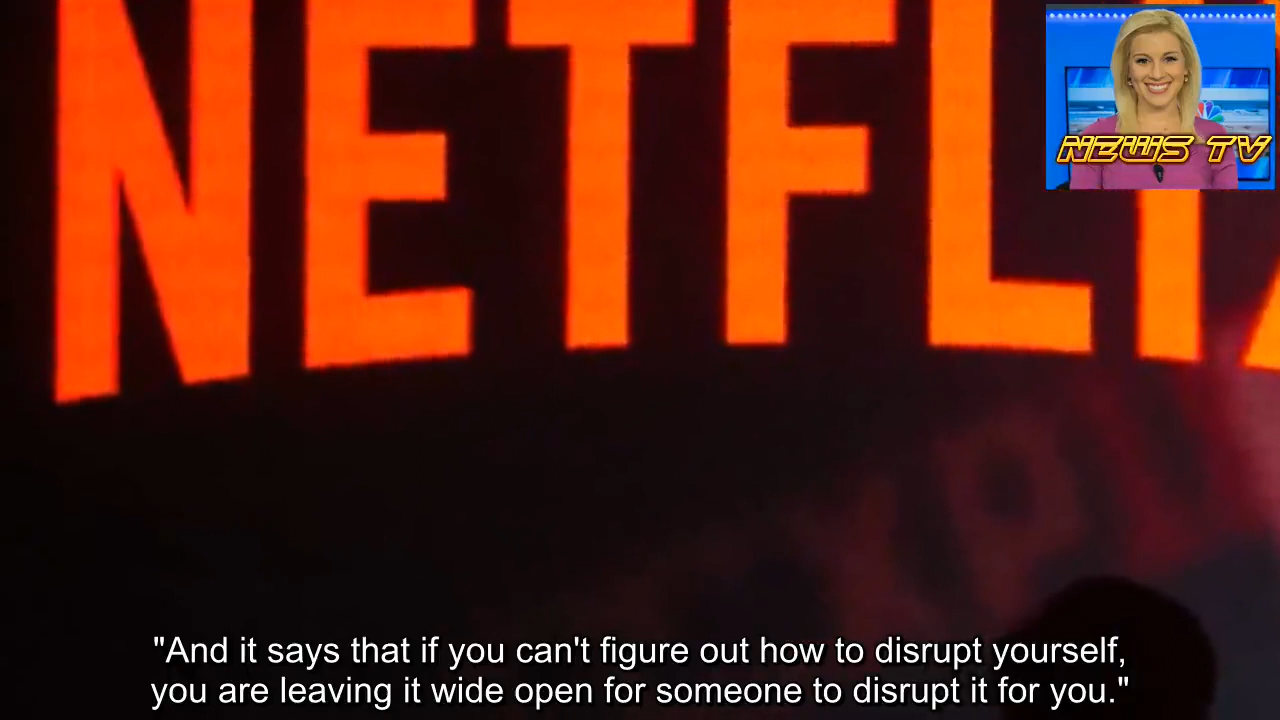 NETFLI
NEWS TV
"And it says that if you can't figure out how to disrupt yourself,
you are leaving it wide open for someone to disrupt it for you."